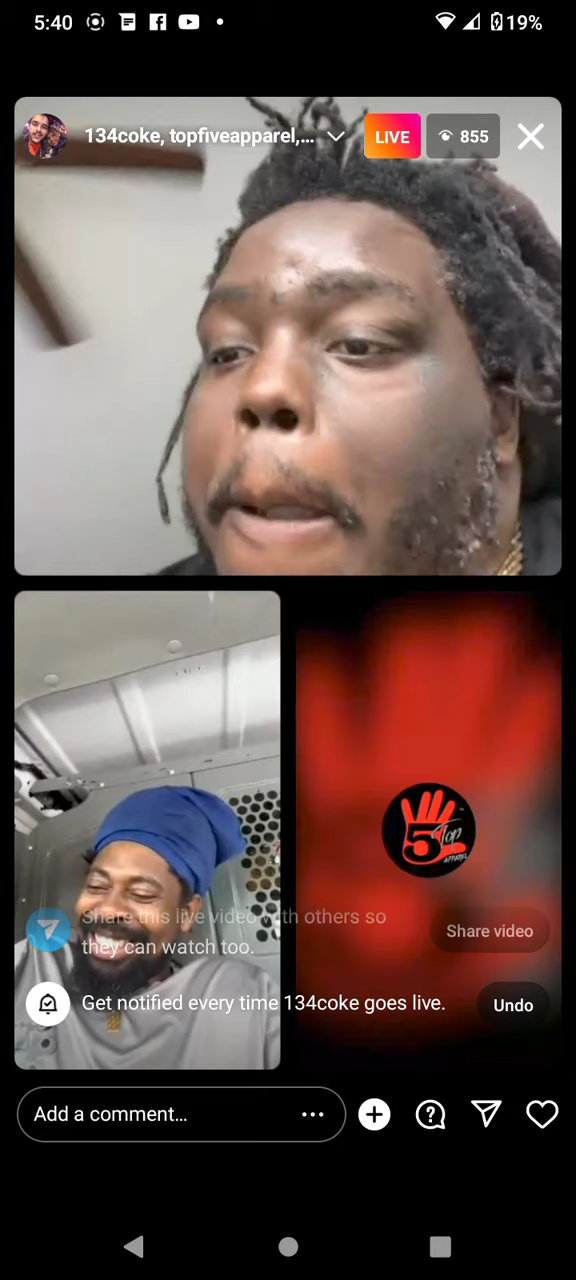 5:40
19%
134coke, topfiveapparel,...
LIVE
855
5 Top
APPAREL
Share this live video with others so
they can watch too.
Share video
Get notified every time 134coke goes live.
Undo
Add a comment...